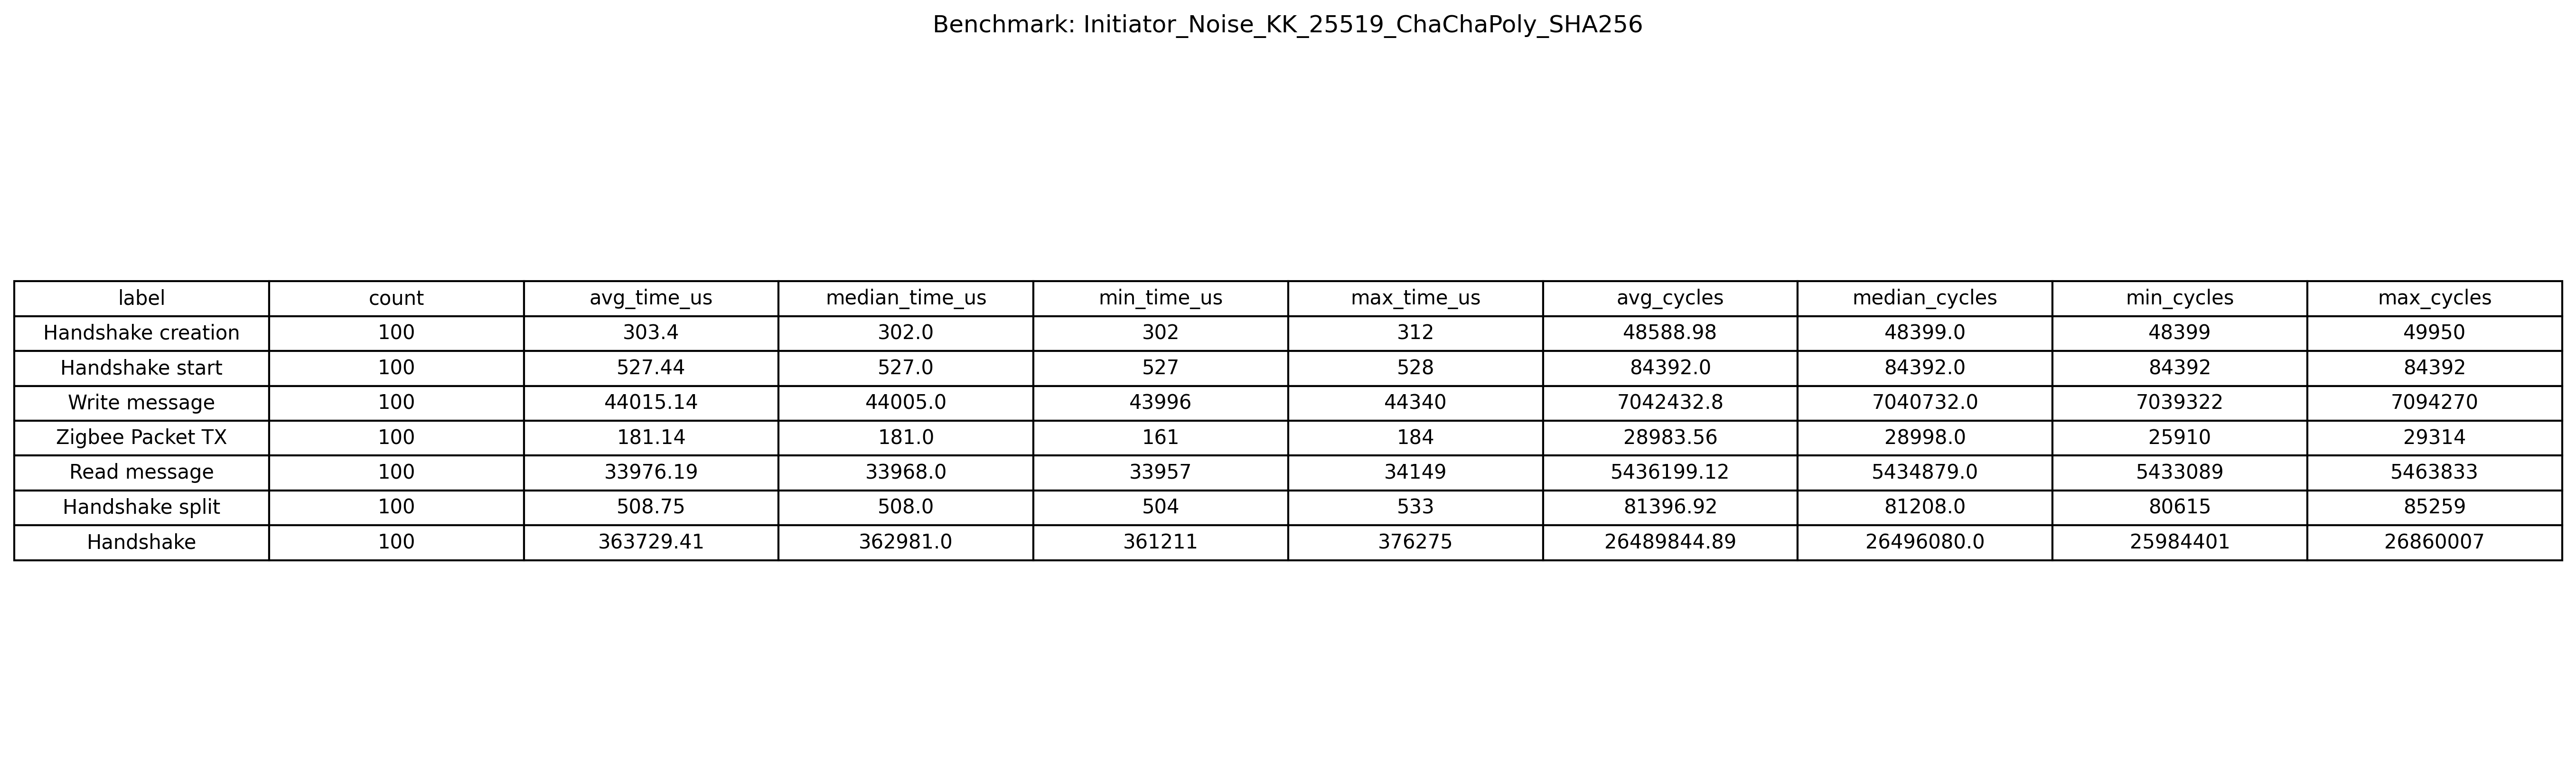 Benchmark: Initiator_Noise_KK_25519_ChaChaPoly_SHA256
label count avg_time_us median_time_us min_time_us max_time_us avg_cycles median_cycles min_cycles max_cycles
Handshake creation 100 303.4 302.0 302 312 48588.98 48399.0 48399 49950
Handshake start 100 527.44 527.0 527 528 84392.0 84392.0 84392 84392
Write message 100 44015.14 44005.0 43996 44340 7042432.8 7040732.0 7039322 7094270
Zigbee Packet TX 100 181.14 181.0 161 184 28983.56 28998.0 25910 29314
Read message 100 33976.19 33968.0 33957 34149 5436199.12 5434879.0 5433089 5463833
Handshake split 100 508.75 508.0 504 533 81396.92 81208.0 80615 85259
Handshake 100 363729.41 362981.0 361211 376275 26489844.89 26496080.0 25984401 26860007